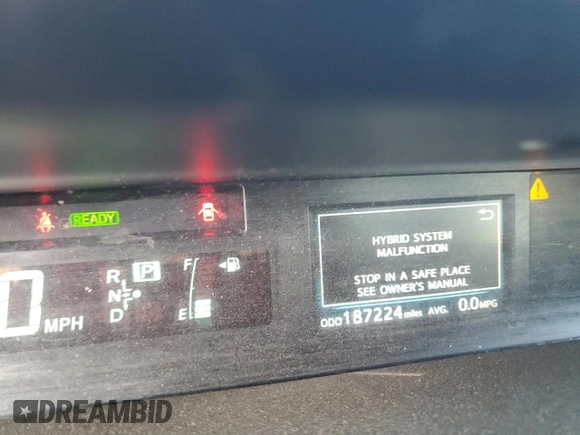 READY
HYBRID SYSTEM
MALFUNCTION
STOP IN A SAFE PLACE
SEE OWNER'S MANUAL
ODO 187224 miles AVG. 0.0 MPG
0 MPH
R P
N
D
F
E
DREAMBID